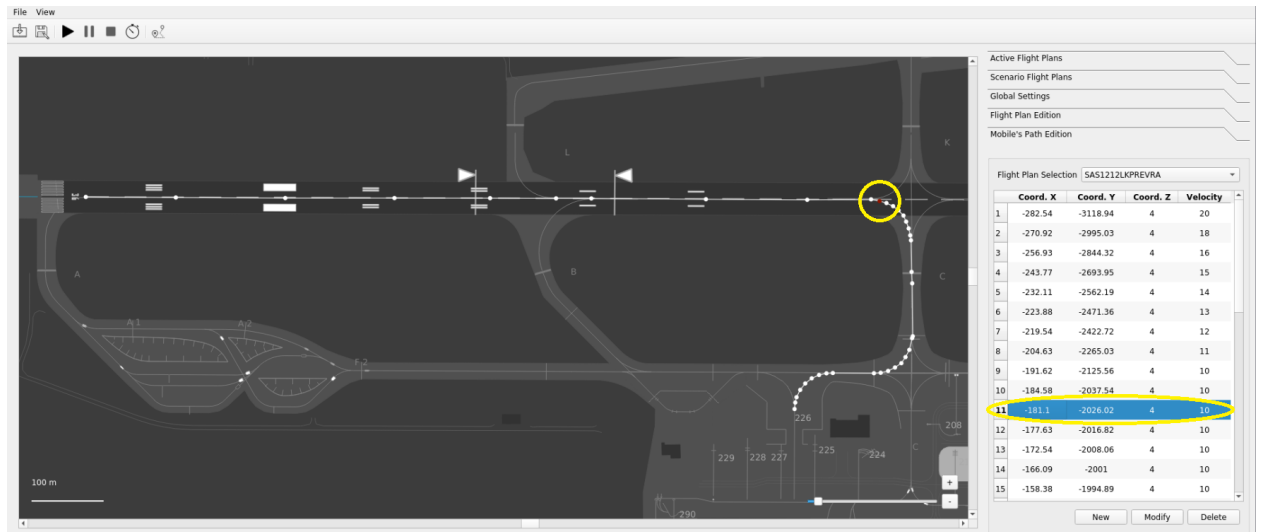 File View
Active Flight Plans
Scenario Flight Plans
Global Settings
Flight Plan Edition
Mobile's Path Edition
Flight Plan Selection SAS1212LKPREVRA
Coord. X Coord. Y Coord. Z Velocity
1 -282.54 -3118.94 4 20
2 -270.92 -2995.03 4 18
3 -256.93 -2844.32 4 16
4 -243.77 -2693.95 4 15
5 -232.11 -2562.19 4 14
6 -223.88 -2471.36 4 13
7 -219.54 -2422.72 4 12
8 -204.63 -2265.03 4 11
9 -191.62 -2125.56 4 10
10 -184.58 -2037.54 4 10
11 -181.1 -2026.02 4 10
12 -177.63 -2016.82 4 10
13 -172.54 -2008.06 4 10
14 -166.09 -2001 4 10
15 -158.38 -1994.89 4 10
New Modify Delete
K
L
A
B
C
A 1
A 2
F 2
226
208
229 228 227
225
224
C
290
100 m
+
-